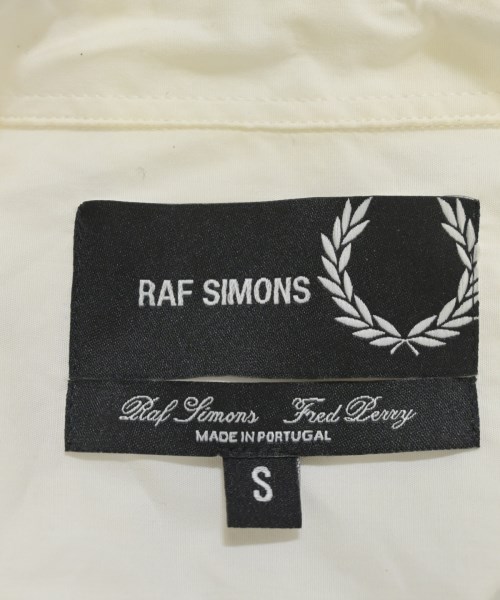 RAF SIMONS
Raf Simons Fred Perry
MADE IN PORTUGAL
S